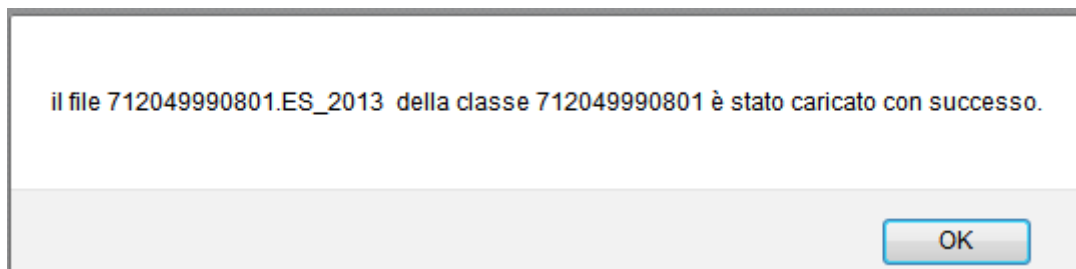 il file 712049990801.ES_2013  della classe 712049990801 è stato caricato con successo.
OK